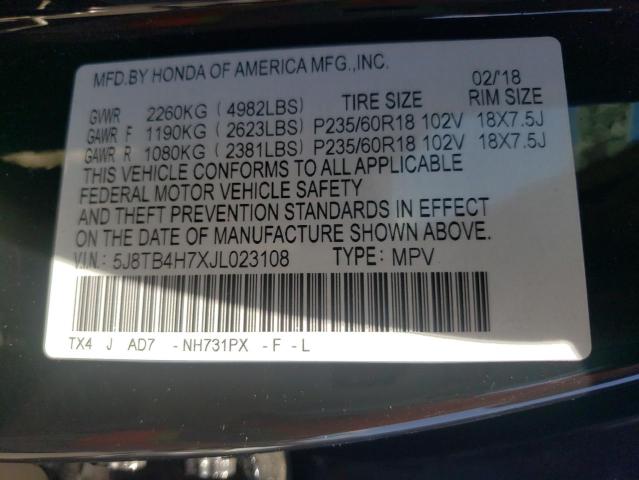 MFD.BY HONDA OF AMERICA MFG.,INC. 02/'18
GVWR 2260KG (4982LBS) TIRE SIZE RIM SIZE
GAWR F 1190KG (2623LBS) P235/60R18 102V 18X7.5J
GAWR R 1080KG (2381LBS) P235/60R18 102V 18X7.5J
THIS VEHICLE CONFORMS TO ALL APPLICABLE
FEDERAL MOTOR VEHICLE SAFETY
AND THEFT PREVENTION STANDARDS IN EFFECT
ON THE DATE OF MANUFACTURE SHOWN ABOVE.
V.I.N: 5J8TB4H7XJL023108 TYPE: MPV
TX4 J AD7 -NH731PX -F-L